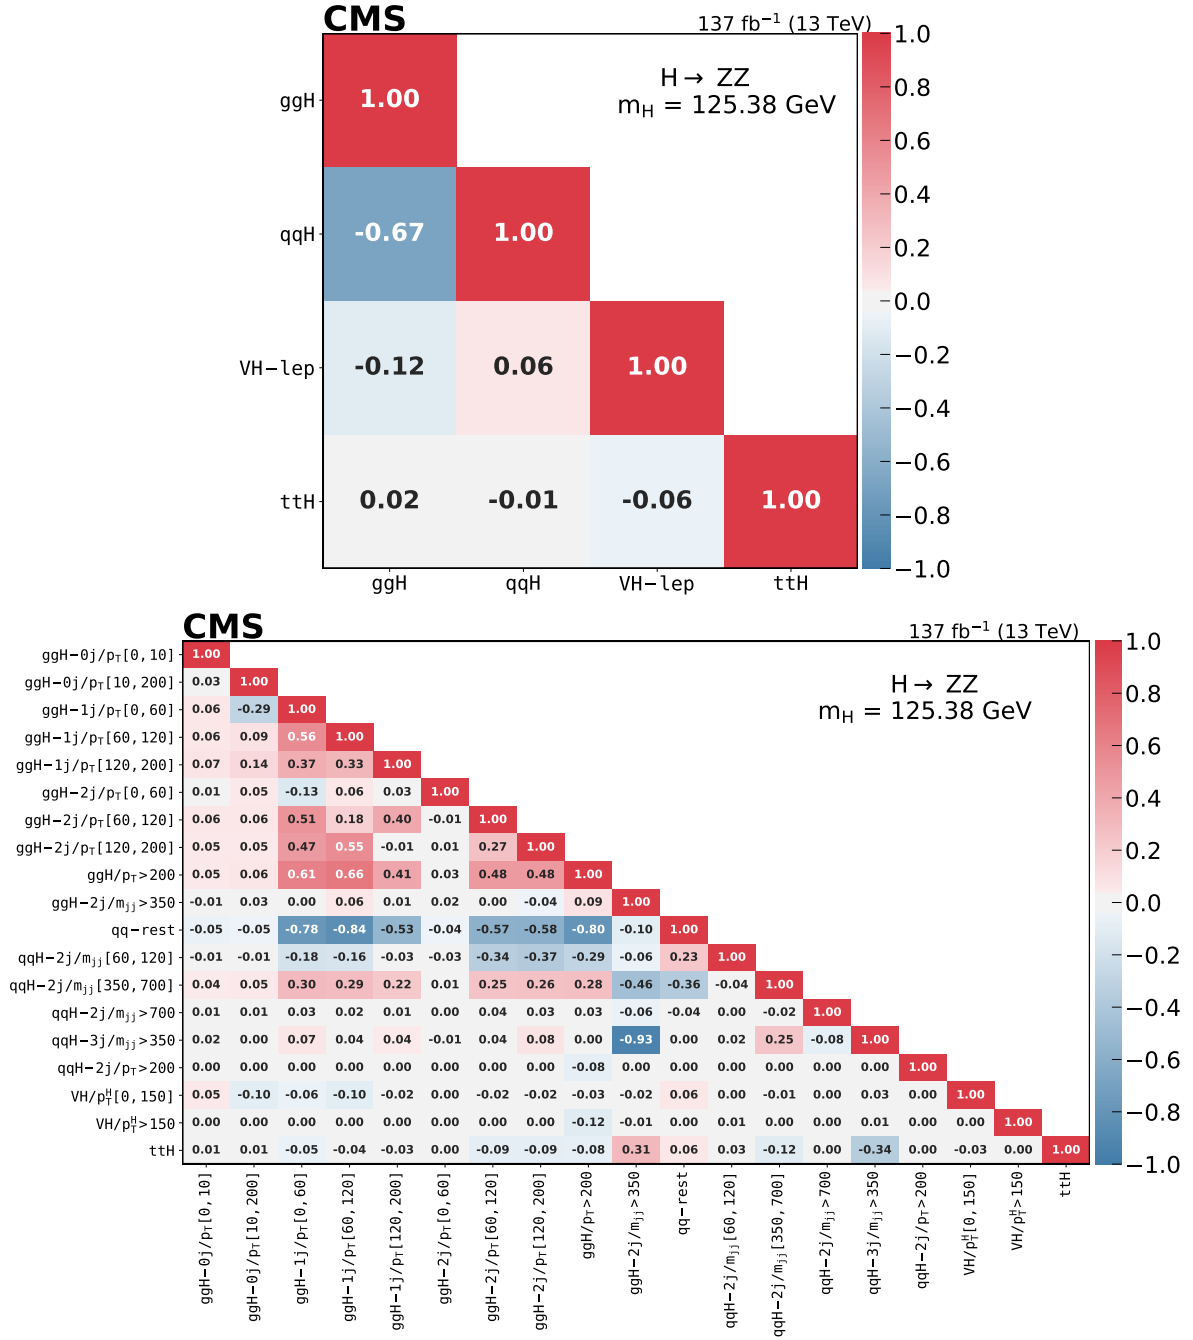 CMS
137 fb⁻¹ (13 TeV)
H→ ZZ
m_H = 125.38 GeV
ggH 1.00
qqH -0.67 1.00
VH-lep -0.12 0.06 1.00
ttH 0.02 -0.01 -0.06 1.00
ggH qqH VH-lep ttH
1.0
0.8
0.6
0.4
0.2
0.0
−0.2
−0.4
−0.6
−0.8
−1.0
CMS
137 fb⁻¹ (13 TeV)
H→ ZZ
m_H = 125.38 GeV
ggH-0j/p_T[0,10] 1.00
ggH-0j/p_T[10,200] 0.03 1.00
ggH-1j/p_T[0,60] 0.06 -0.29 1.00
ggH-1j/p_T[60,120] 0.06 0.09 0.56 1.00
ggH-1j/p_T[120,200] 0.07 0.14 0.37 0.33 1.00
ggH-2j/p_T[0,60] 0.01 0.05 -0.13 0.06 0.03 1.00
ggH-2j/p_T[60,120] 0.06 0.06 0.51 0.18 0.40 -0.01 1.00
ggH-2j/p_T[120,200] 0.05 0.05 0.47 0.55 -0.01 0.01 0.27 1.00
ggH/p_T>200 0.05 0.06 0.61 0.66 0.41 0.03 0.48 0.48 1.00
ggH-2j/m_jj>350 -0.01 0.03 0.00 0.06 0.01 0.02 0.00 -0.04 0.09 1.00
qq-rest -0.05 -0.05 -0.78 -0.84 -0.53 -0.04 -0.57 -0.58 -0.80 -0.10 1.00
qqH-2j/m_jj[60,120] -0.01 -0.01 -0.18 -0.16 -0.03 -0.03 -0.34 -0.37 -0.29 -0.06 0.23 1.00
qqH-2j/m_jj[350,700] 0.04 0.05 0.30 0.29 0.22 0.01 0.25 0.26 0.28 -0.46 -0.36 -0.04 1.00
qqH-2j/m_jj>700 0.01 0.01 0.03 0.02 0.01 0.00 0.04 0.03 0.03 -0.06 -0.04 0.00 -0.02 1.00
qqH-3j/m_jj>350 0.02 0.00 0.07 0.04 0.04 -0.01 0.04 0.08 0.00 -0.93 0.00 0.02 0.25 -0.08 1.00
qqH-2j/p_T>200 0.00 0.00 0.00 0.00 0.00 0.00 0.00 0.00 -0.08 0.00 0.00 0.00 0.00 0.00 0.00 1.00
VH/p_T^H[0,150] 0.05 -0.10 -0.06 -0.10 -0.02 0.00 -0.02 -0.02 -0.03 -0.02 0.06 0.00 -0.01 0.00 0.03 0.00 1.00
VH/p_T^H>150 0.00 0.00 0.00 0.00 0.00 0.00 0.00 0.00 -0.12 -0.01 0.00 0.00 0.01 0.00 0.01 0.00 0.00 1.00
ttH 0.01 0.01 -0.05 -0.04 -0.03 0.00 -0.09 -0.09 -0.08 0.31 0.06 0.03 -0.12 0.00 -0.34 0.00 -0.03 0.00 1.00
ggH-0j/p_T[0,10]
ggH-0j/p_T[10,200]
ggH-1j/p_T[0,60]
ggH-1j/p_T[60,120]
ggH-1j/p_T[120,200]
ggH-2j/p_T[0,60]
ggH-2j/p_T[60,120]
ggH-2j/p_T[120,200]
ggH/p_T>200
ggH-2j/m_jj>350
qq-rest
qqH-2j/m_jj[60,120]
qqH-2j/m_jj[350,700]
qqH-2j/m_jj>700
qqH-3j/m_jj>350
qqH-2j/p_T>200
VH/p_T^H[0,150]
VH/p_T^H>150
ttH
1.0
0.8
0.6
0.4
0.2
0.0
−0.2
−0.4
−0.6
−0.8
−1.0